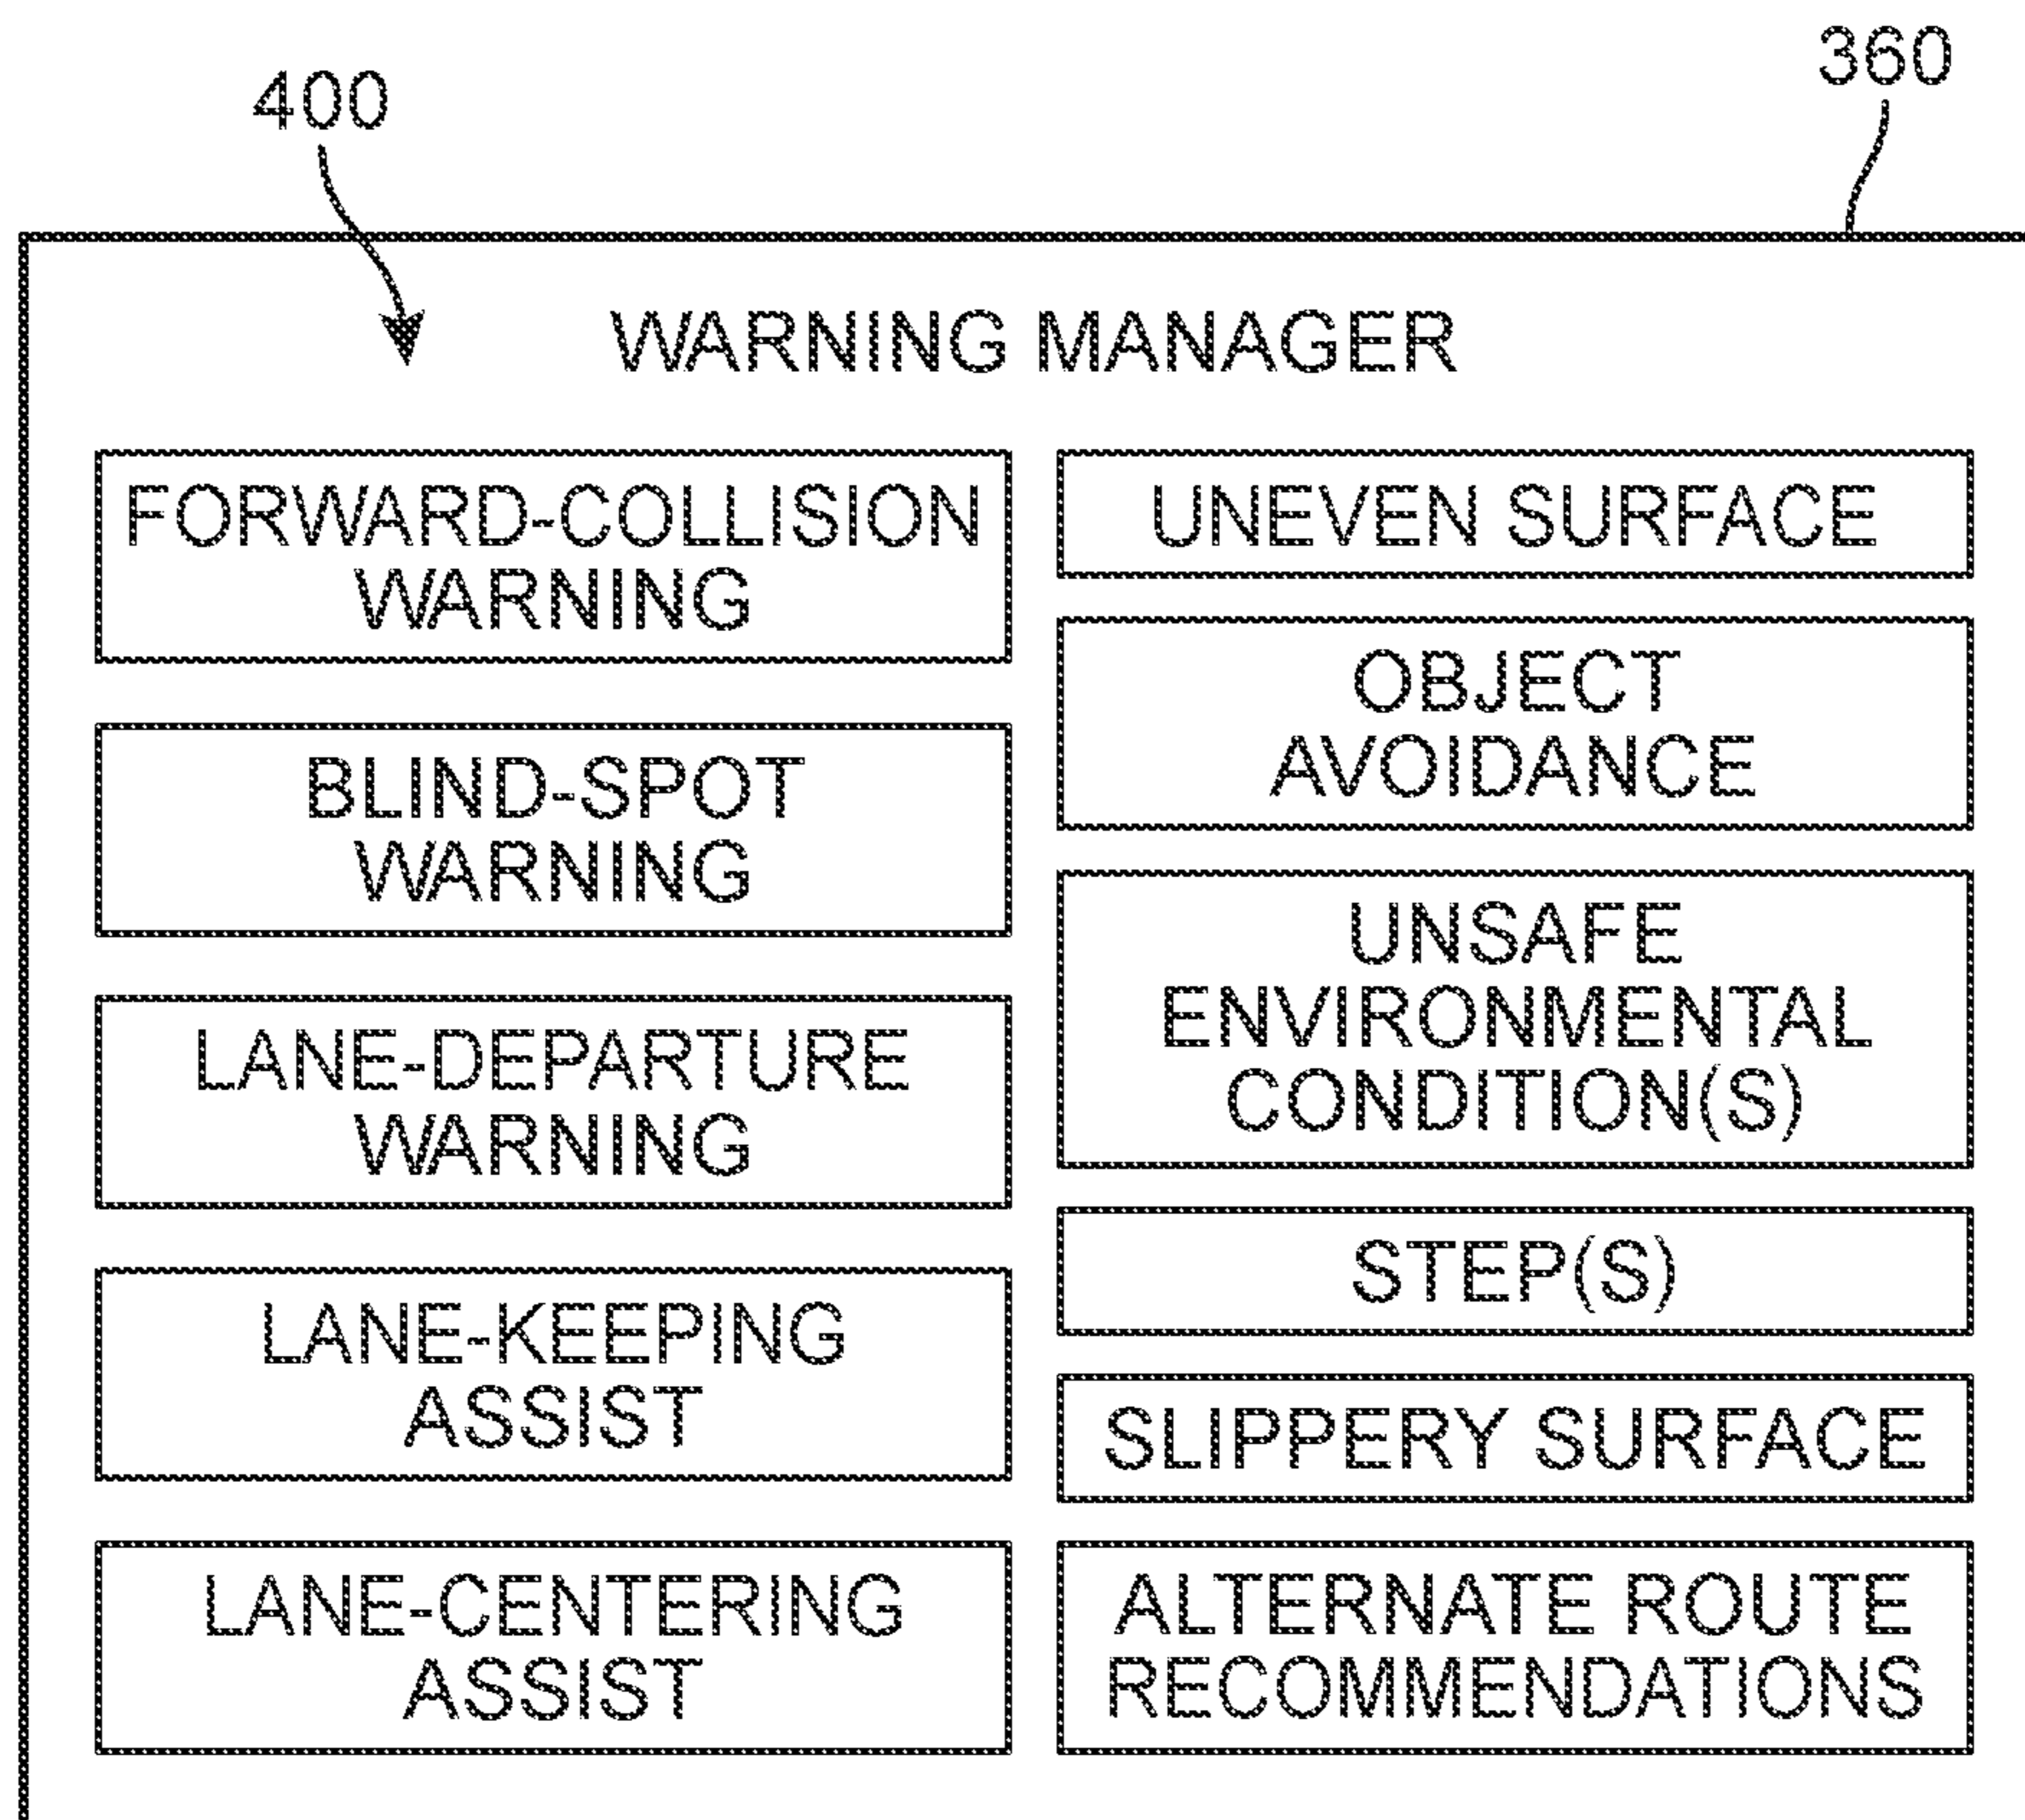 400
360
WARNING MANAGER
FORWARD-COLLISION
WARNING
BLIND-SPOT
WARNING
LANE-DEPARTURE
WARNING
LANE-KEEPING
ASSIST
LANE-CENTERING
ASSIST
UNEVEN SURFACE
OBJECT
AVOIDANCE
UNSAFE
ENVIRONMENTAL
CONDITION(S)
STEP(S)
SLIPPERY SURFACE
ALTERNATE ROUTE
RECOMMENDATIONS